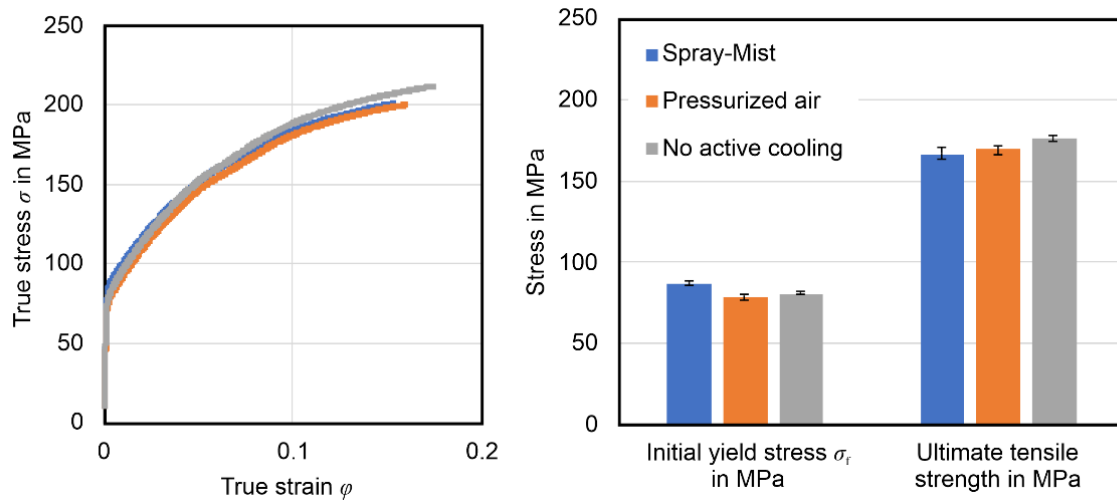 250
200
150
100
50
0
0
0.1
0.2
True stress σ in MPa
True strain φ
250
200
150
100
50
0
Stress in MPa
Spray-Mist
Pressurized air
No active cooling
Initial yield stress σf
in MPa
Ultimate tensile
strength in MPa